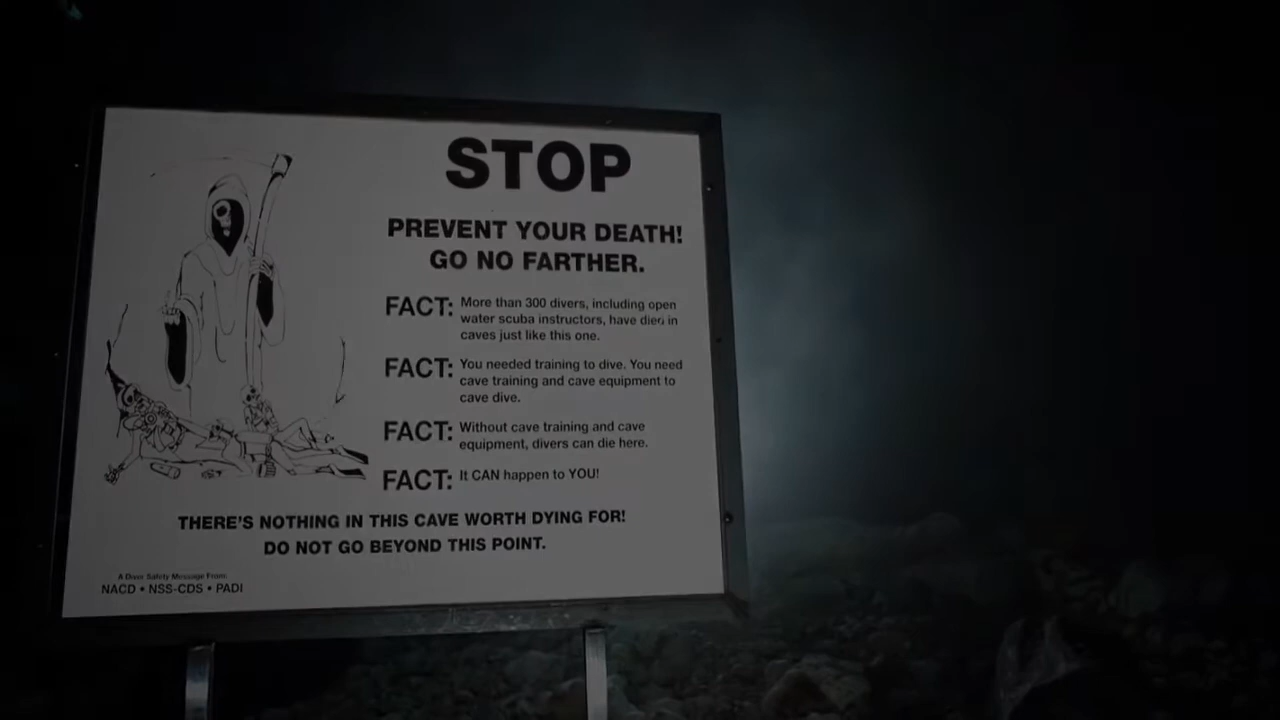 STOP
PREVENT YOUR DEATH!
GO NO FARTHER.
FACT: More than 300 divers, including open
water scuba instructors, have died in
caves just like this one.
FACT: You needed training to dive. You need
cave training and cave equipment to
cave dive.
FACT: Without cave training and cave
equipment, divers can die here.
FACT: It CAN happen to YOU!
THERE'S NOTHING IN THIS CAVE WORTH DYING FOR!
DO NOT GO BEYOND THIS POINT.
A Diver Safety Message From:
NACD • NSS-CDS • PADI